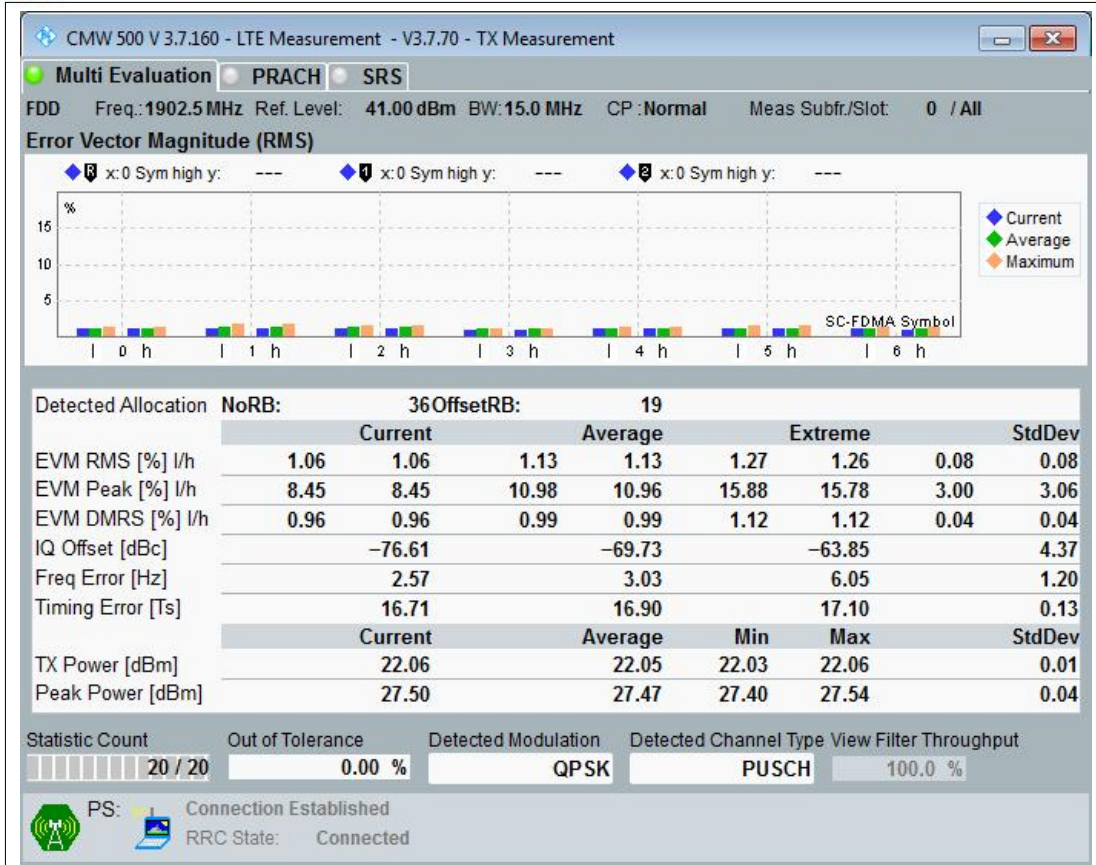 CMW 500 V 3.7.160 - LTE Measurement - V3.7.70 - TX Measurement
Multi Evaluation PRACH SRS
FDD Freq.: 1902.5 MHz Ref. Level: 41.00 dBm BW: 15.0 MHz CP : Normal Meas Subfr./Slot: 0 / All
Error Vector Magnitude (RMS)
R x: 0 Sym high y: --- 1 x: 0 Sym high y: --- 2 x: 0 Sym high y: ---
%
15
10
5
Current
Average
Maximum
SC-FDMA Symbol
l 0 h l 1 h l 2 h l 3 h l 4 h l 5 h l 6 h
Detected Allocation NoRB: 36 OffsetRB: 19
Current Average Extreme StdDev
EVM RMS [%] l/h 1.06 1.06 1.13 1.13 1.27 1.26 0.08 0.08
EVM Peak [%] l/h 8.45 8.45 10.98 10.96 15.88 15.78 3.00 3.06
EVM DMRS [%] l/h 0.96 0.96 0.99 0.99 1.12 1.12 0.04 0.04
IQ Offset [dBc] −76.61 −69.73 −63.85 4.37
Freq Error [Hz] 2.57 3.03 6.05 1.20
Timing Error [Ts] 16.71 16.90 17.10 0.13
Current Average Min Max StdDev
TX Power [dBm] 22.06 22.05 22.03 22.06 0.01
Peak Power [dBm] 27.50 27.47 27.40 27.54 0.04
Statistic Count Out of Tolerance Detected Modulation Detected Channel Type View Filter Throughput
20 / 20 0.00 % QPSK PUSCH 100.0 %
PS: Connection Established
RRC State: Connected